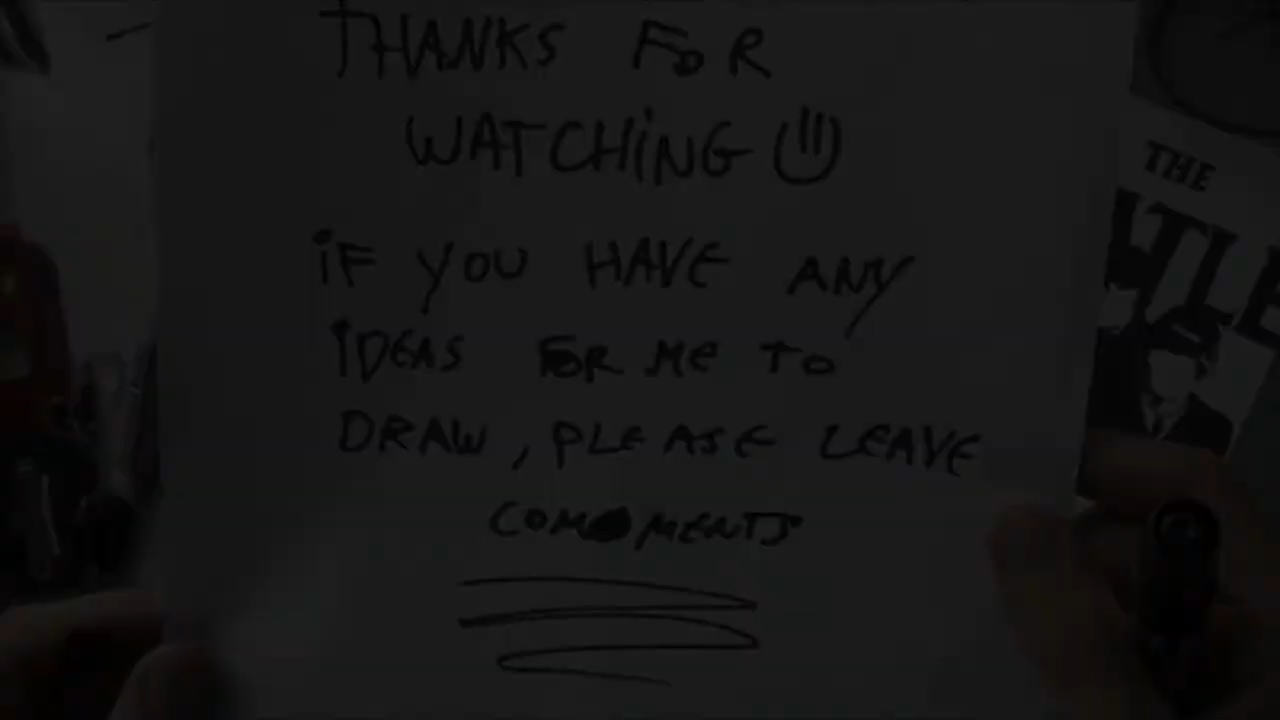 THANKS FOR
WATCHING
iF YOU HAVE ANY
iDEAS FOR ME TO
DRAW, PLEASE LEAVE
COMMENTS
THE